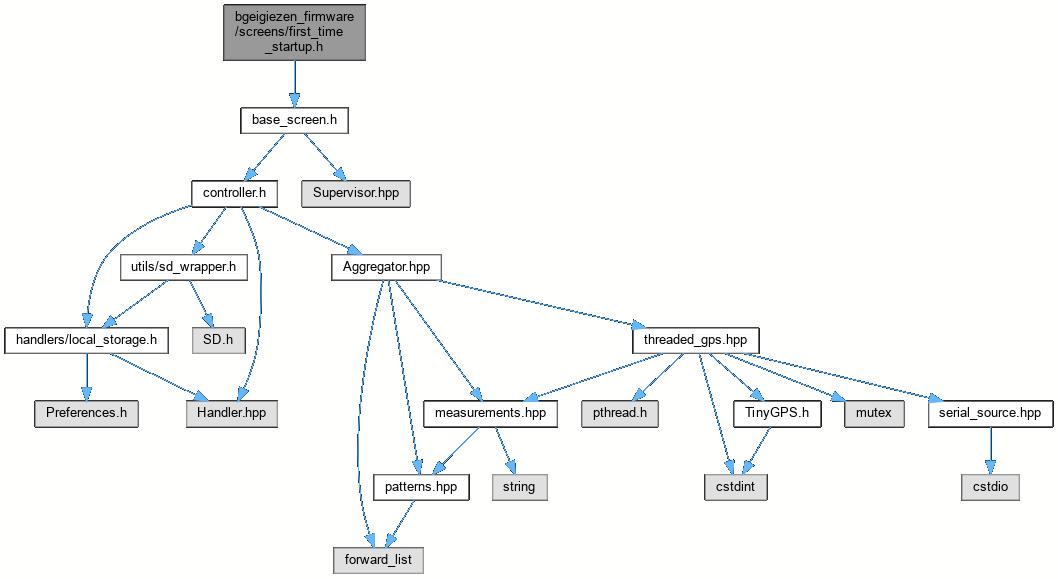 bgeigiezen_firmware
/screens/first_time
_startup.h
base_screen.h
controller.h
Supervisor.hpp
utils/sd_wrapper.h
Aggregator.hpp
handlers/local_storage.h
SD.h
threaded_gps.hpp
Preferences.h
Handler.hpp
measurements.hpp
pthread.h
TinyGPS.h
mutex
serial_source.hpp
patterns.hpp
string
cstdint
cstdio
forward_list